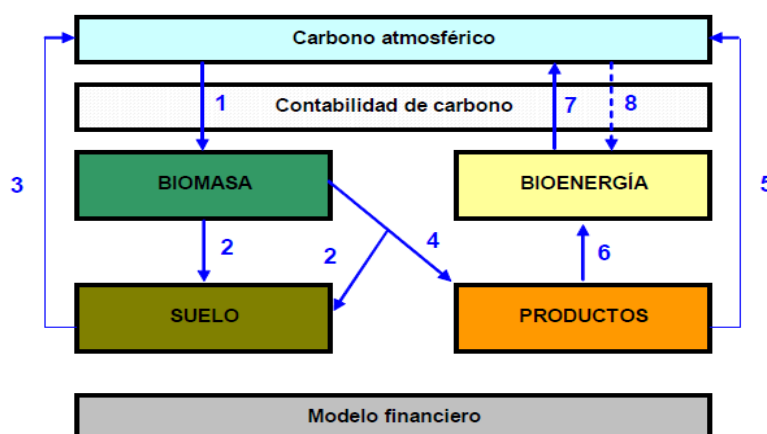 Carbono atmosférico
1
Contabilidad de carbono
7
8
3
BIOMASA
BIOENERGÍA
5
2
2
4
6
SUELO
PRODUCTOS
Modelo financiero